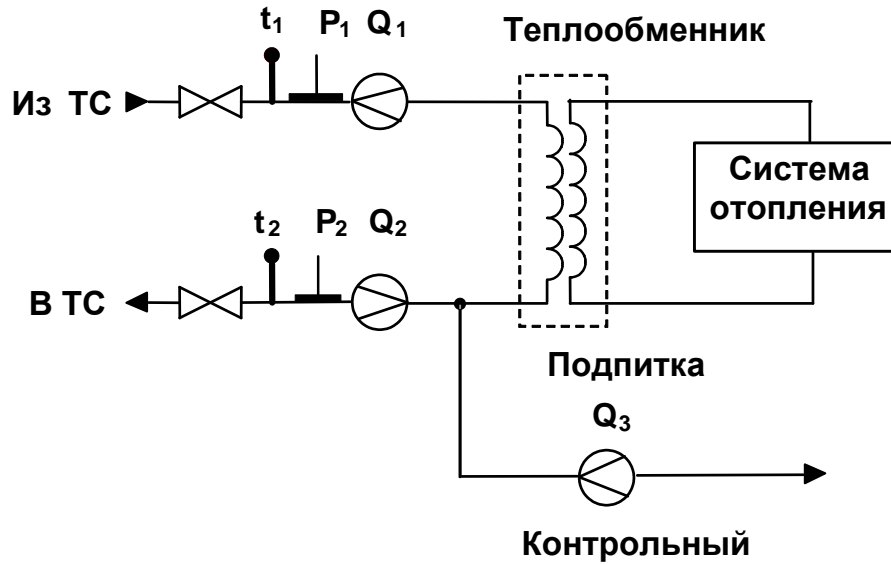 t1 P1 Q1 Теплообменник
Из ТС
Система
отопления
t2 P2 Q2
В ТС
Подпитка
Q3
Контрольный